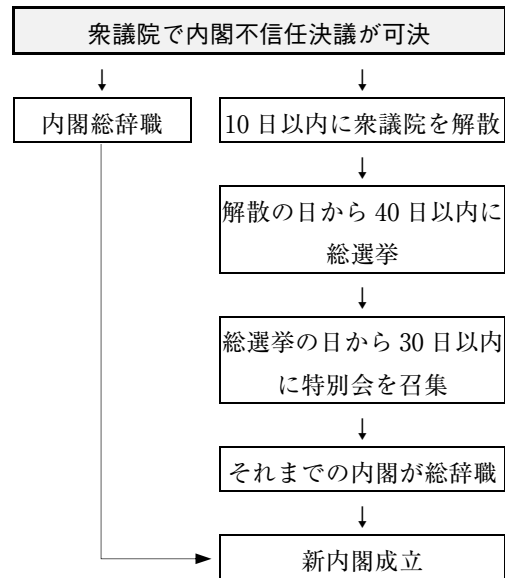 衆議院で内閣不信任決議が可決
内閣総辞職
10日以内に衆議院を解散
解散の日から40日以内に
総選挙
総選挙の日から30日以内
に特別会を召集
それまでの内閣が総辞職
新内閣成立